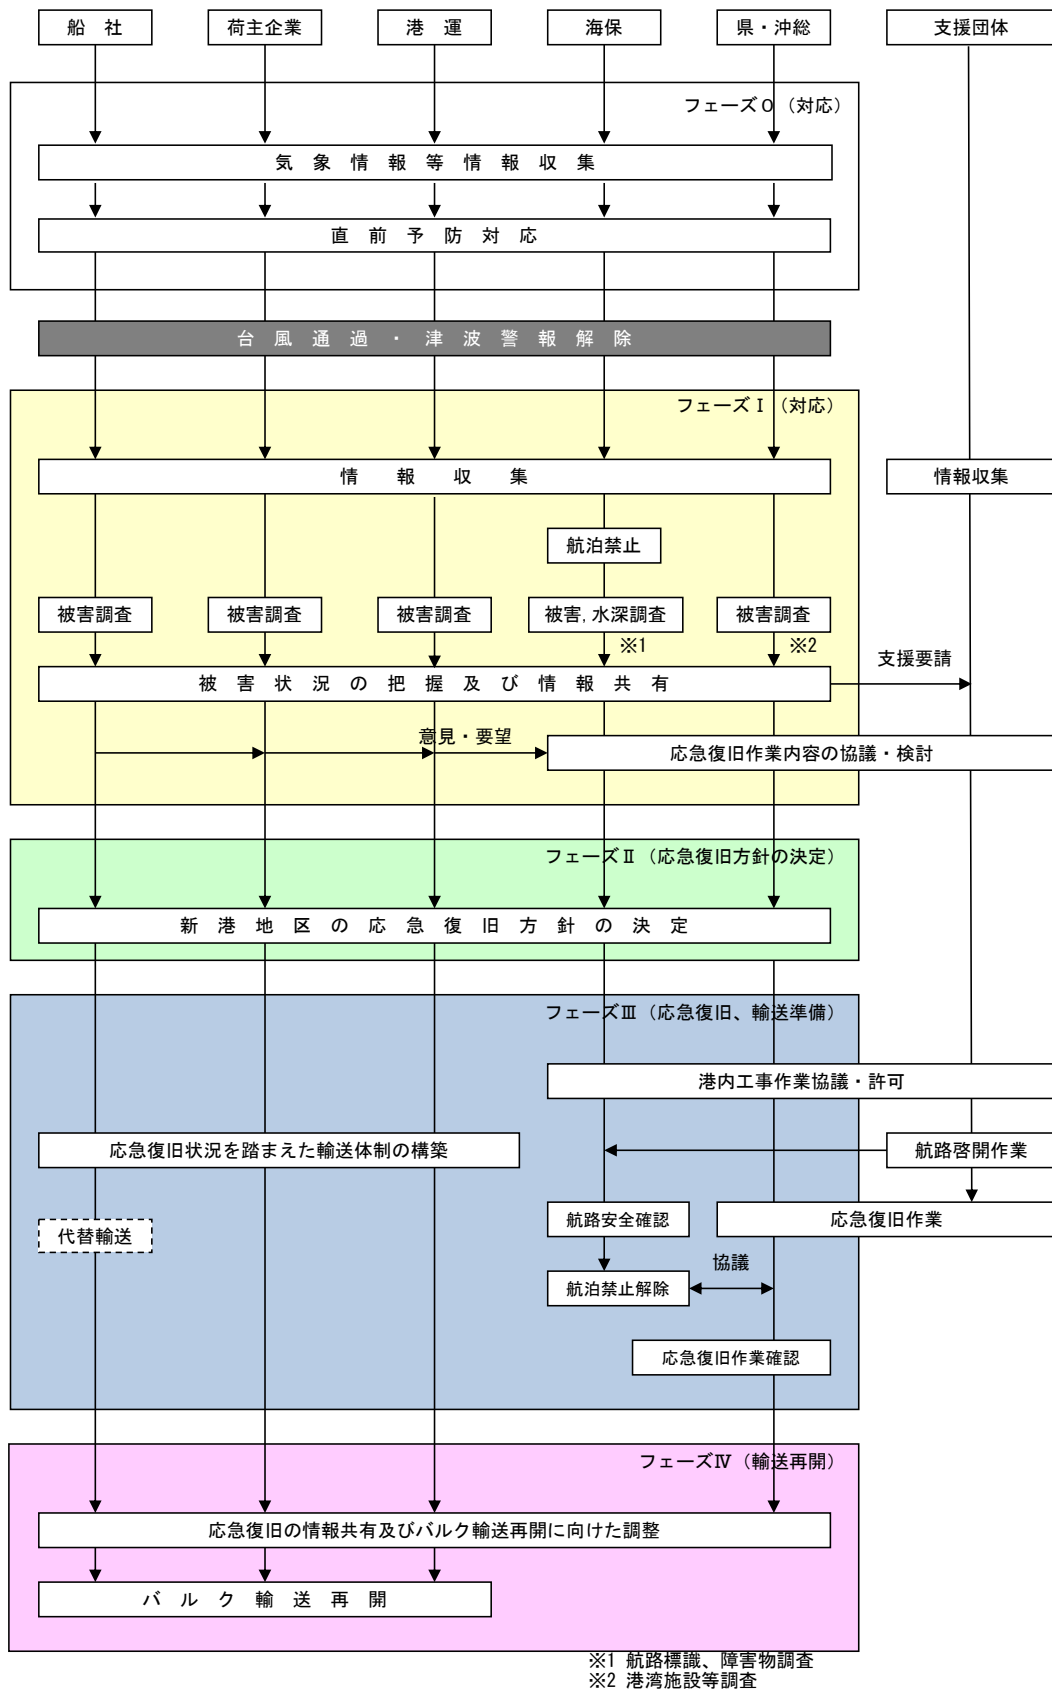 船　社
荷主企業
港　運
海保
県・沖総
支援団体
フェーズ０（対応）
気　象　情　報　等　情　報　収　集
直　前　予　防　対　応
台　風　通　過　・　津　波　警　報　解　除
フェーズⅠ（対応）
情　報　収　集
情報収集
航泊禁止
被害調査
被害調査
被害調査
被害,水深調査
被害調査
※1
※2
支援要請
被　害　状　況　の　把　握　及　び　情　報　共　有
意見・要望
応急復旧作業内容の協議・検討
フェーズⅡ（応急復旧方針の決定）
新　港　地　区　の　応　急　復　旧　方　針　の　決　定
フェーズⅢ（応急復旧、輸送準備）
港内工事作業協議・許可
応急復旧状況を踏まえた輸送体制の構築
航路啓開作業
代替輸送
航路安全確認
応急復旧作業
協議
航泊禁止解除
応急復旧作業確認
フェーズⅣ（輸送再開）
応急復旧の情報共有及びバルク輸送再開に向けた調整
バ　ル　ク　輸　送　再　開
※1 航路標識、障害物調査
※2 港湾施設等調査